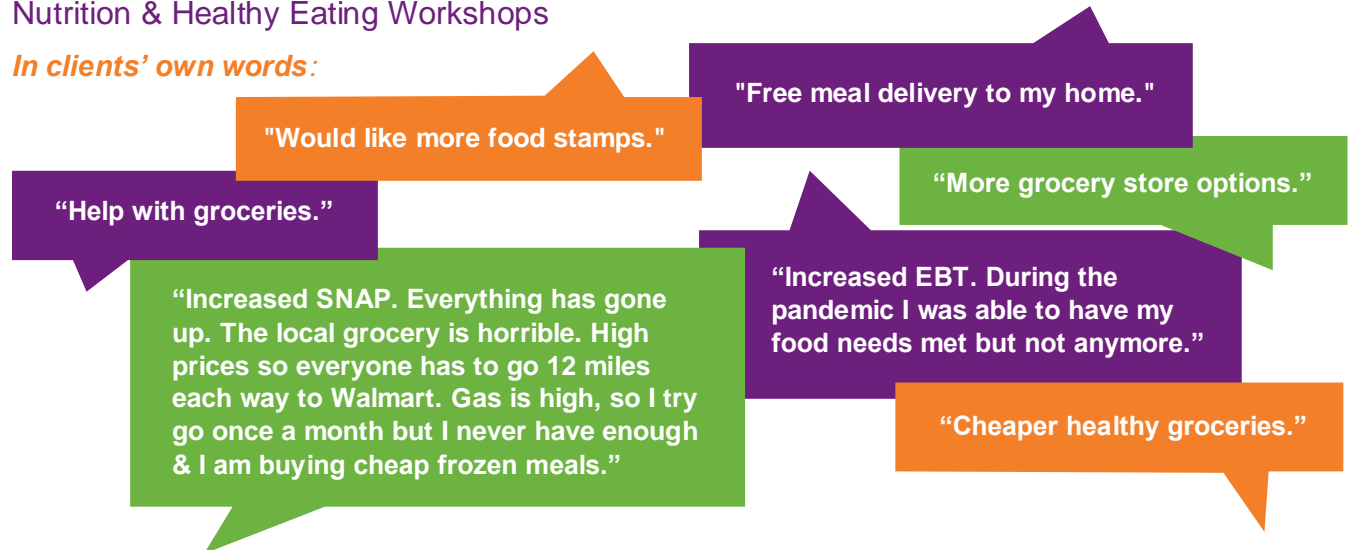 Nutrition & Healthy Eating Workshops
In clients’ own words:
"Free meal delivery to my home."
"Would like more food stamps."
“More grocery store options.”
“Help with groceries.”
“Increased EBT. During the
pandemic I was able to have my
food needs met but not anymore.”
“Increased SNAP. Everything has gone
up. The local grocery is horrible. High
prices so everyone has to go 12 miles
each way to Walmart. Gas is high, so I try
go once a month but I never have enough
& I am buying cheap frozen meals.”
“Cheaper healthy groceries.”